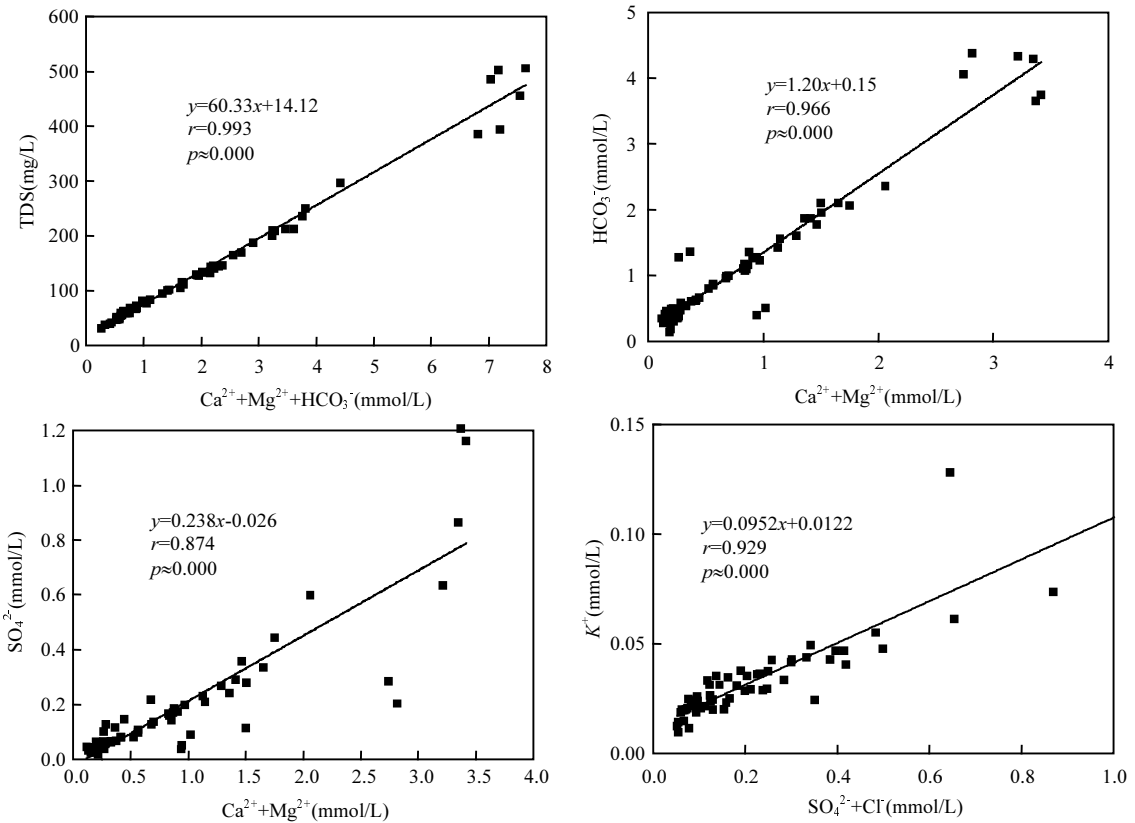 600
500
400
300
200
100
0
TDS(mg/L)
y=60.33x+14.12
r=0.993
p≈0.000
0 1 2 3 4 5 6 7 8
Ca²⁺+Mg²⁺+HCO₃⁻(mmol/L)
5
4
3
2
1
0
HCO₃⁻(mmol/L)
y=1.20x+0.15
r=0.966
p≈0.000
0 1 2 3 4
Ca²⁺+Mg²⁺(mmol/L)
1.2
1.0
0.8
0.6
0.4
0.2
0.0
SO₄²⁻(mmol/L)
y=0.238x-0.026
r=0.874
p≈0.000
0.0 0.5 1.0 1.5 2.0 2.5 3.0 3.5 4.0
Ca²⁺+Mg²⁺(mmol/L)
0.15
0.10
0.05
0.00
K⁺(mmol/L)
y=0.0952x+0.0122
r=0.929
p≈0.000
0.0 0.2 0.4 0.6 0.8 1.0
SO₄²⁻+Cl⁻(mmol/L)